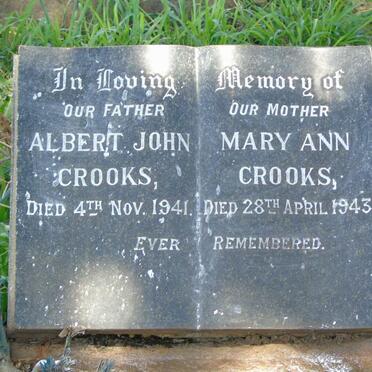 In Loving Memory of
OUR FATHER
ALBERT JOHN
CROOKS,
DIED 4TH NOV. 1941.
OUR MOTHER
MARY ANN
CROOKS,
DIED 28TH APRIL 1943
EVER REMEMBERED.